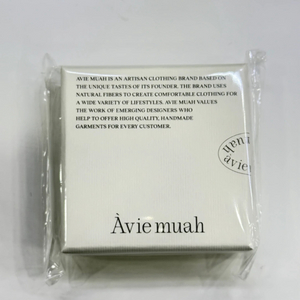 AVIE MUAH IS AN ARTISAN CLOTHING BRAND BASED ON
THE UNIQUE TASTES OF ITS FOUNDER. THE BRAND USES
NATURAL FIBERS TO CREATE COMFORTABLE CLOTHING FOR
A WIDE VARIETY OF LIFESTYLES. AVIE MUAH VALUES
THE WORK OF EMERGING DESIGNERS WHO
HELP TO OFFER HIGH QUALITY, HANDMADE
GARMENTS FOR EVERY CUSTOMER.
àvie
Àvie muah